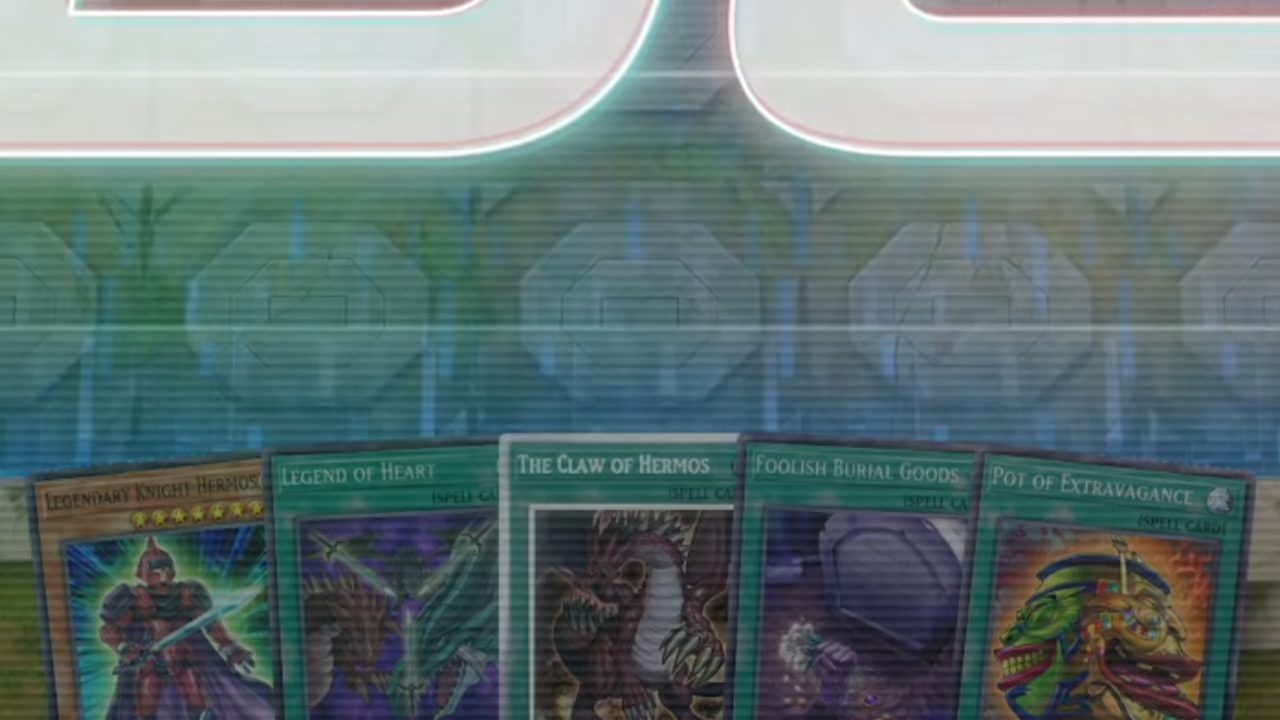 LEGENDARY KNIGHT HERMOS
LEGEND OF HEART
[SPELL CA
THE CLAW OF HERMOS
[SPELL CA
FOOLISH BURIAL GOODS
[SPELL CA
POT OF EXTRAVAGANCE
[SPELL CARD]